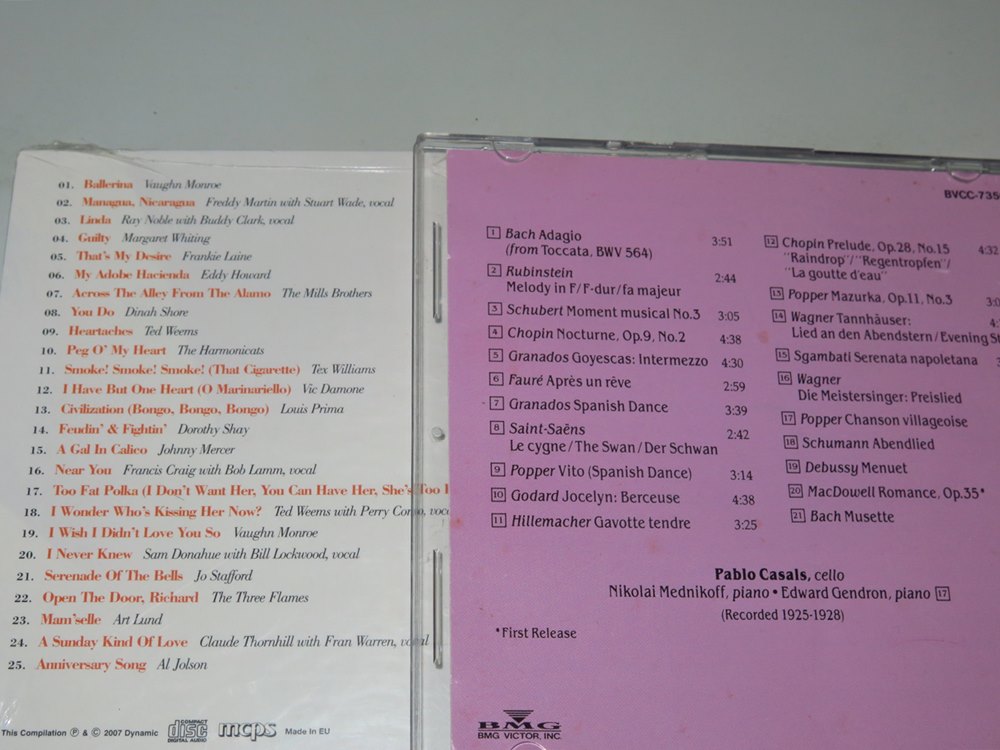 01. Ballerina Vaughn Monroe
02. Managua, Nicaragua Freddy Martin with Stuart Wade, vocal
03. Linda Ray Noble with Buddy Clark, vocal
04. Guilty Margaret Whiting
05. That's My Desire Frankie Laine
06. My Adobe Hacienda Eddy Howard
07. Across The Alley From The Alamo The Mills Brothers
08. You Do Dinah Shore
09. Heartaches Ted Weems
10. Peg O' My Heart The Harmonicats
11. Smoke! Smoke! Smoke! (That Cigarette) Tex Williams
12. I Have But One Heart (O Marinariello) Vic Damone
13. Civilization (Bongo, Bongo, Bongo) Louis Prima
14. Feudin' & Fightin' Dorothy Shay
15. A Gal In Calico Johnny Mercer
16. Near You Francis Craig with Bob Lamm, vocal
17. Too Fat Polka (I Don't Want Her, You Can Have Her, She's Too
18. I Wonder Who's Kissing Her Now? Ted Weems with Perry Como, voc
19. I Wish I Didn't Love You So Vaughn Monroe
20. I Never Knew Sam Donahue with Bill Lockwood, vocal
21. Serenade Of The Bells Jo Stafford
22. Open The Door, Richard The Three Flames
23. Mam'selle Art Lund
24. A Sunday Kind Of Love Claude Thornhill with Fran Warren, vocal
25. Anniversary Song Al Jolson
This Compilation ℗ & © 2007 Dynamic COMPACT disc DIGITAL AUDIO mcps Made in EU
BVCC-735
1 Bach Adagio 3:51
(from Toccata, BWV 564)
2 Rubinstein 2:44
Melody in F/F-dur/fa majeur
3 Schubert Moment musical No.3 3:05
4 Chopin Nocturne, Op.9, No.2 4:38
5 Granados Goyescas: Intermezzo 4:30
6 Fauré Après un rêve 2:59
7 Granados Spanish Dance 3:39
8 Saint-Saëns 2:42
Le cygne/The Swan/Der Schwan
9 Popper Vito (Spanish Dance) 3:14
10 Godard Jocelyn: Berceuse 4:38
11 Hillemacher Gavotte tendre 3:25
12 Chopin Prelude, Op.28, No.15 4:32
"Raindrop"/"Regentropfen"/
"La goutte d'eau"
13 Popper Mazurka, Op.11, No.3
14 Wagner Tannhäuser:
Lied an den Abendstern/Evening
15 Sgambati Serenata napoletana
16 Wagner
Die Meistersinger: Preislied
17 Popper Chanson villageoise
18 Schumann Abendlied
19 Debussy Menuet
20 MacDowell Romance, Op.35*
21 Bach Musette
Pablo Casals, cello
Nikolai Mednikoff, piano • Edward Gendron, piano 17
(Recorded 1925-1928)
*First Release
BMG
BMG VICTOR, INC.